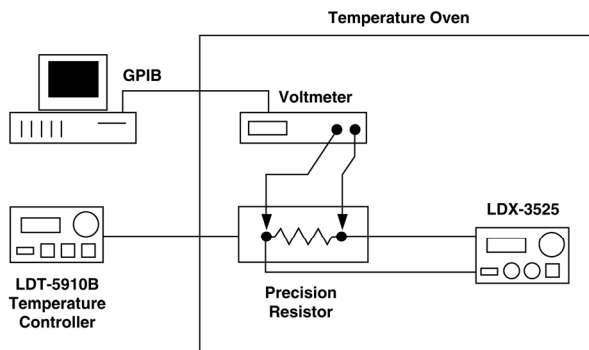 Temperature Oven
GPIB
Voltmeter
LDX-3525
LDT-5910B
Temperature
Controller
Precision
Resistor